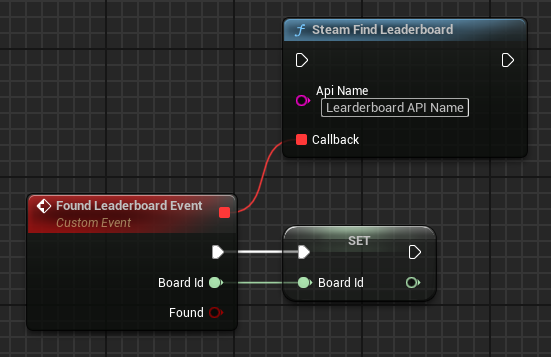 Steam Find Leaderboard
Api Name
Learderboard API Name
Callback
Found Leaderboard Event
Custom Event
SET
Board Id
Board Id
Found